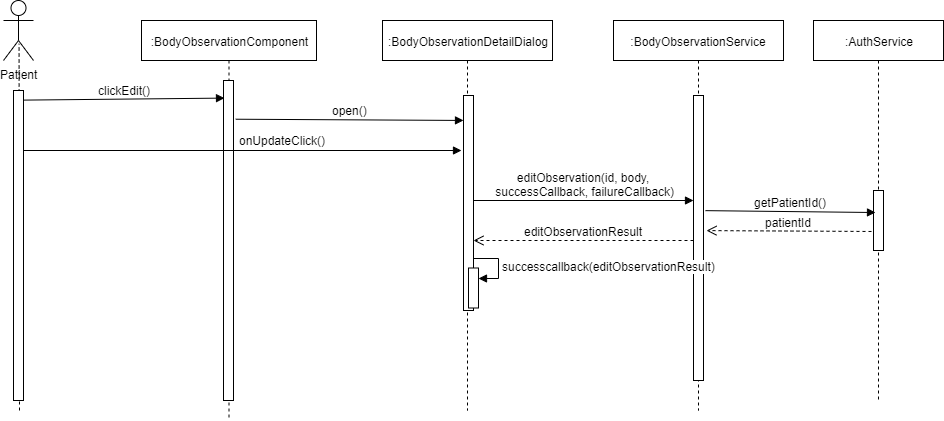 :BodyObservationComponent
:BodyObservationDetailDialog
:BodyObservationService
:AuthService
Patient
clickEdit()
open()
onUpdateClick()
editObservation(id, body,
successCallback, failureCallback)
getPatientId()
patientId
editObservationResult
successcallback(editObservationResult)